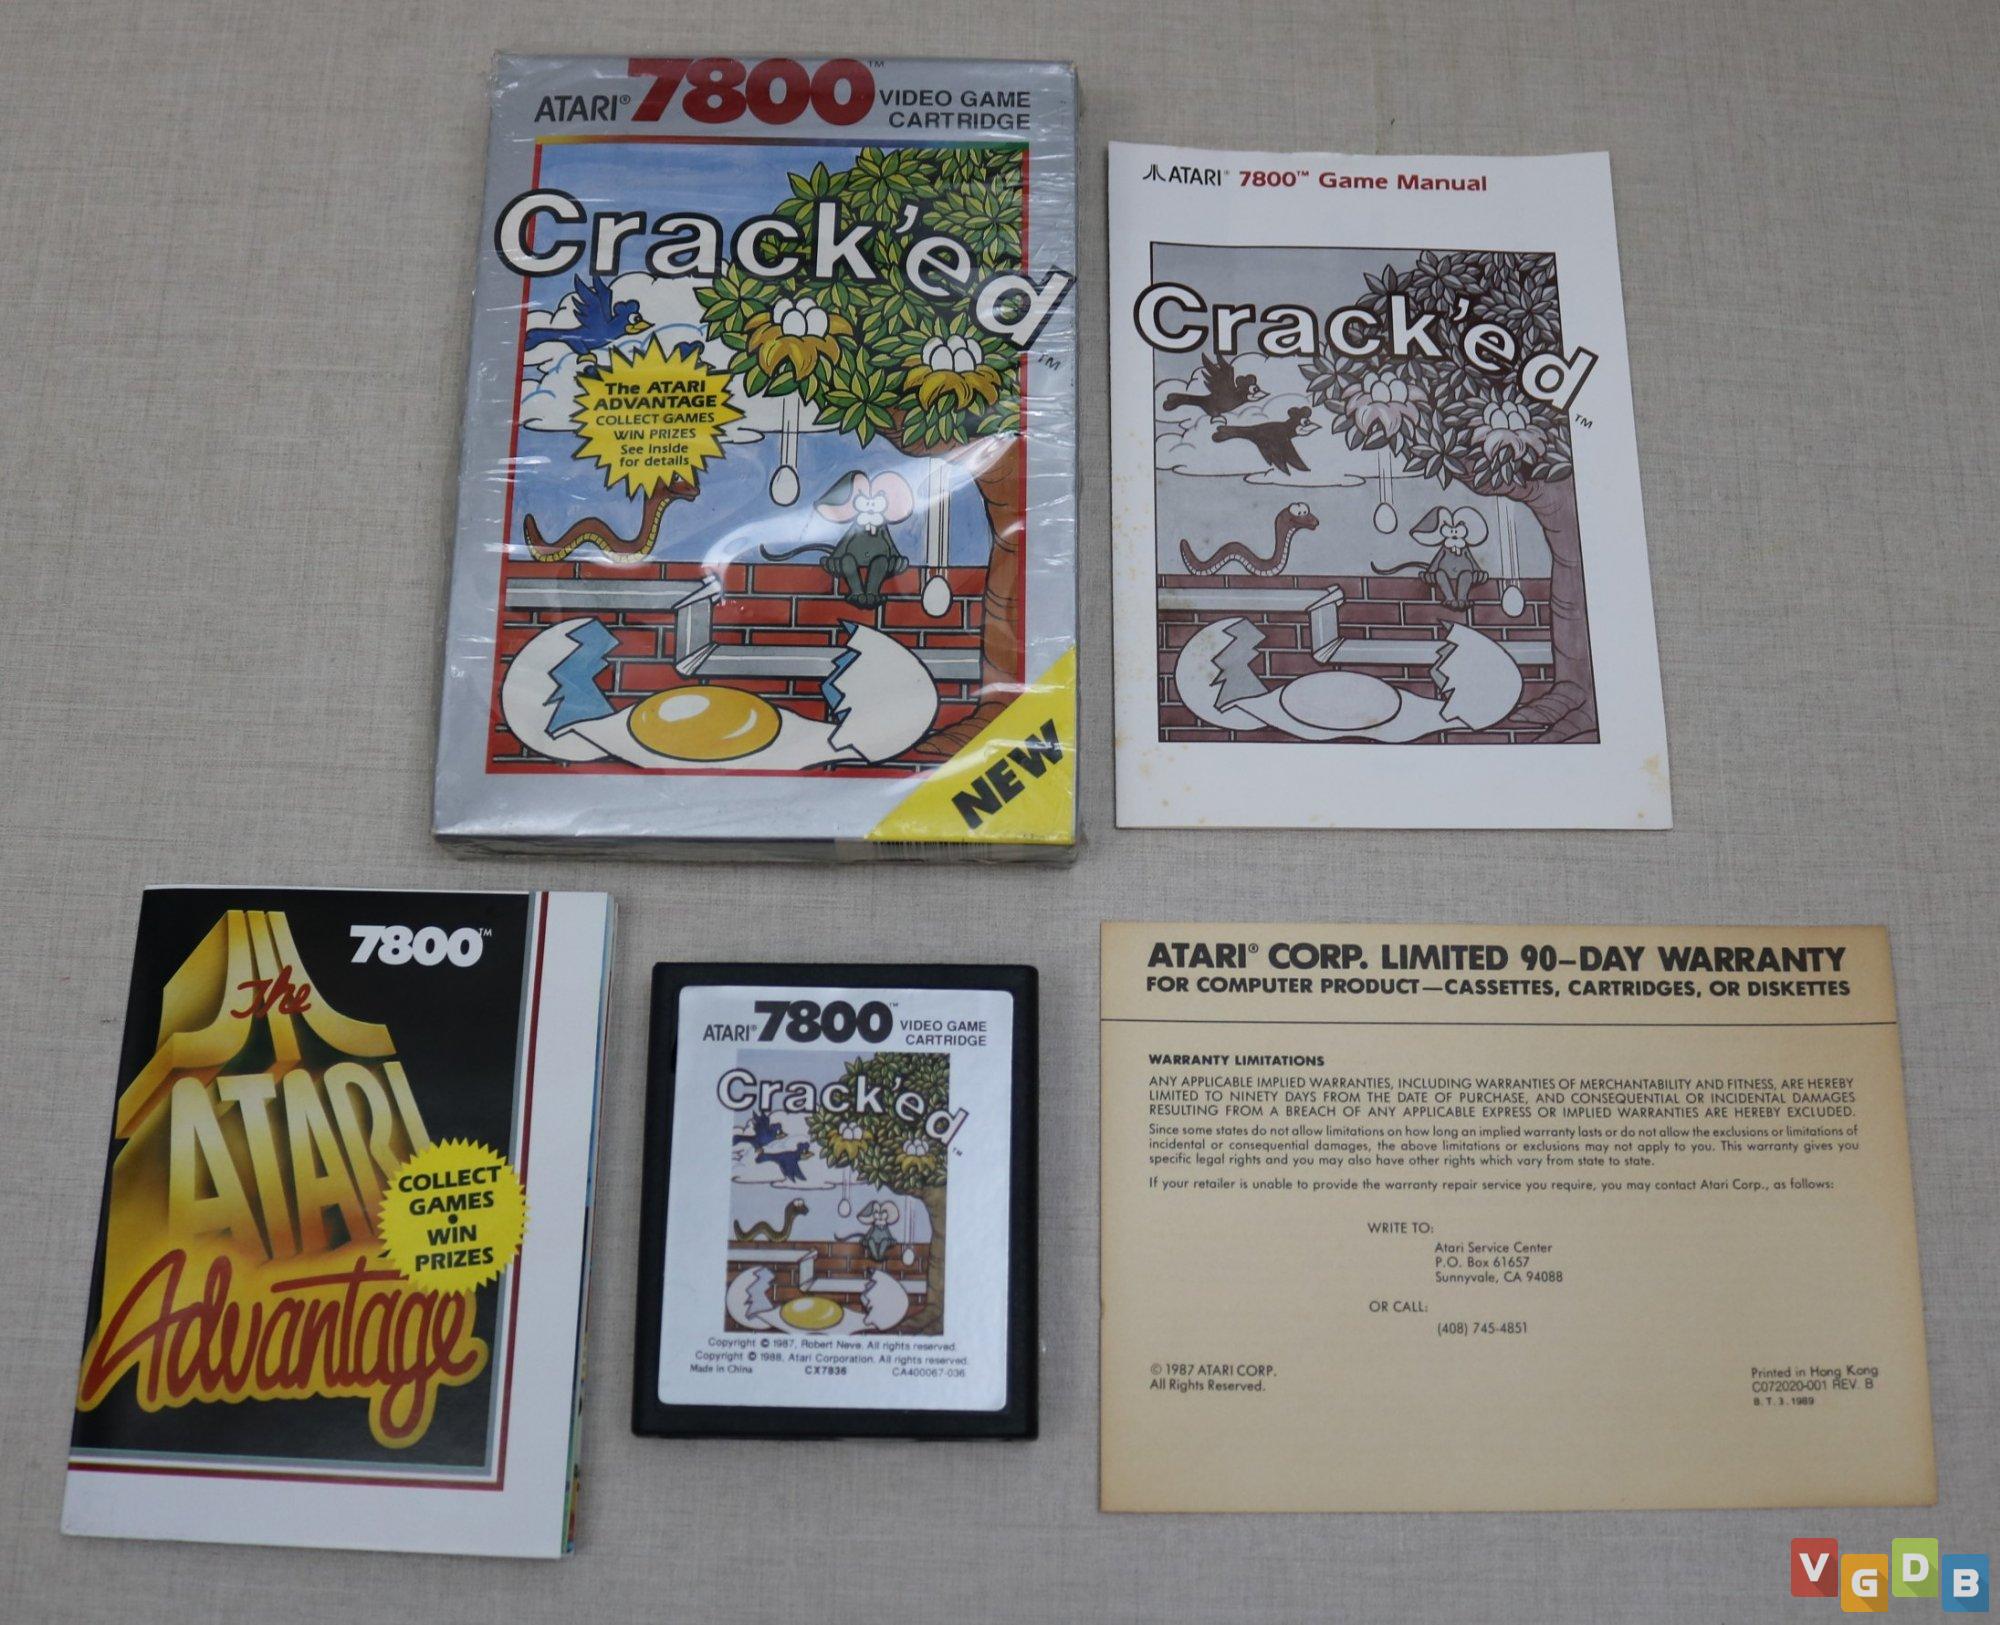 ATARI® 7800™ VIDEO GAME
CARTRIDGE
Crack'ed™
The ATARI
ADVANTAGE
COLLECT GAMES
WIN PRIZES
See Inside
for details
NEW
ATARI® 7800™ Game Manual
Crack'ed™
7800™
The
ATARI
Advantage
COLLECT
GAMES
•
WIN
PRIZES
ATARI® 7800™ VIDEO GAME
CARTRIDGE
Crack'ed™
Copyright © 1987, Robert Neve. All rights reserved.
Copyright © 1988, Atari Corporation. All rights reserved.
Made in China CX7836 CA400067-036
ATARI® CORP. LIMITED 90–DAY WARRANTY
FOR COMPUTER PRODUCT—CASSETTES, CARTRIDGES, OR DISKETTES
WARRANTY LIMITATIONS
ANY APPLICABLE IMPLIED WARRANTIES, INCLUDING WARRANTIES OF MERCHANTABILITY AND FITNESS, ARE HEREBY
LIMITED TO NINETY DAYS FROM THE DATE OF PURCHASE, AND CONSEQUENTIAL OR INCIDENTAL DAMAGES
RESULTING FROM A BREACH OF ANY APPLICABLE EXPRESS OR IMPLIED WARRANTIES ARE HEREBY EXCLUDED.
Since some states do not allow limitations on how long an implied warranty lasts or do not allow the exclusions or limitations of
incidental or consequential damages, the above limitations or exclusions may not apply to you. This warranty gives you
specific legal rights and you may also have other rights which vary from state to state.
If your retailer is unable to provide the warranty repair service you require, you may contact Atari Corp., as follows:
WRITE TO:
Atari Service Center
P.O. Box 61657
Sunnyvale, CA 94088
OR CALL:
(408) 745-4851
© 1987 ATARI CORP.
All Rights Reserved.
Printed in Hong Kong
C072020-001 REV. B
B. T. 3. 1989
VGDB